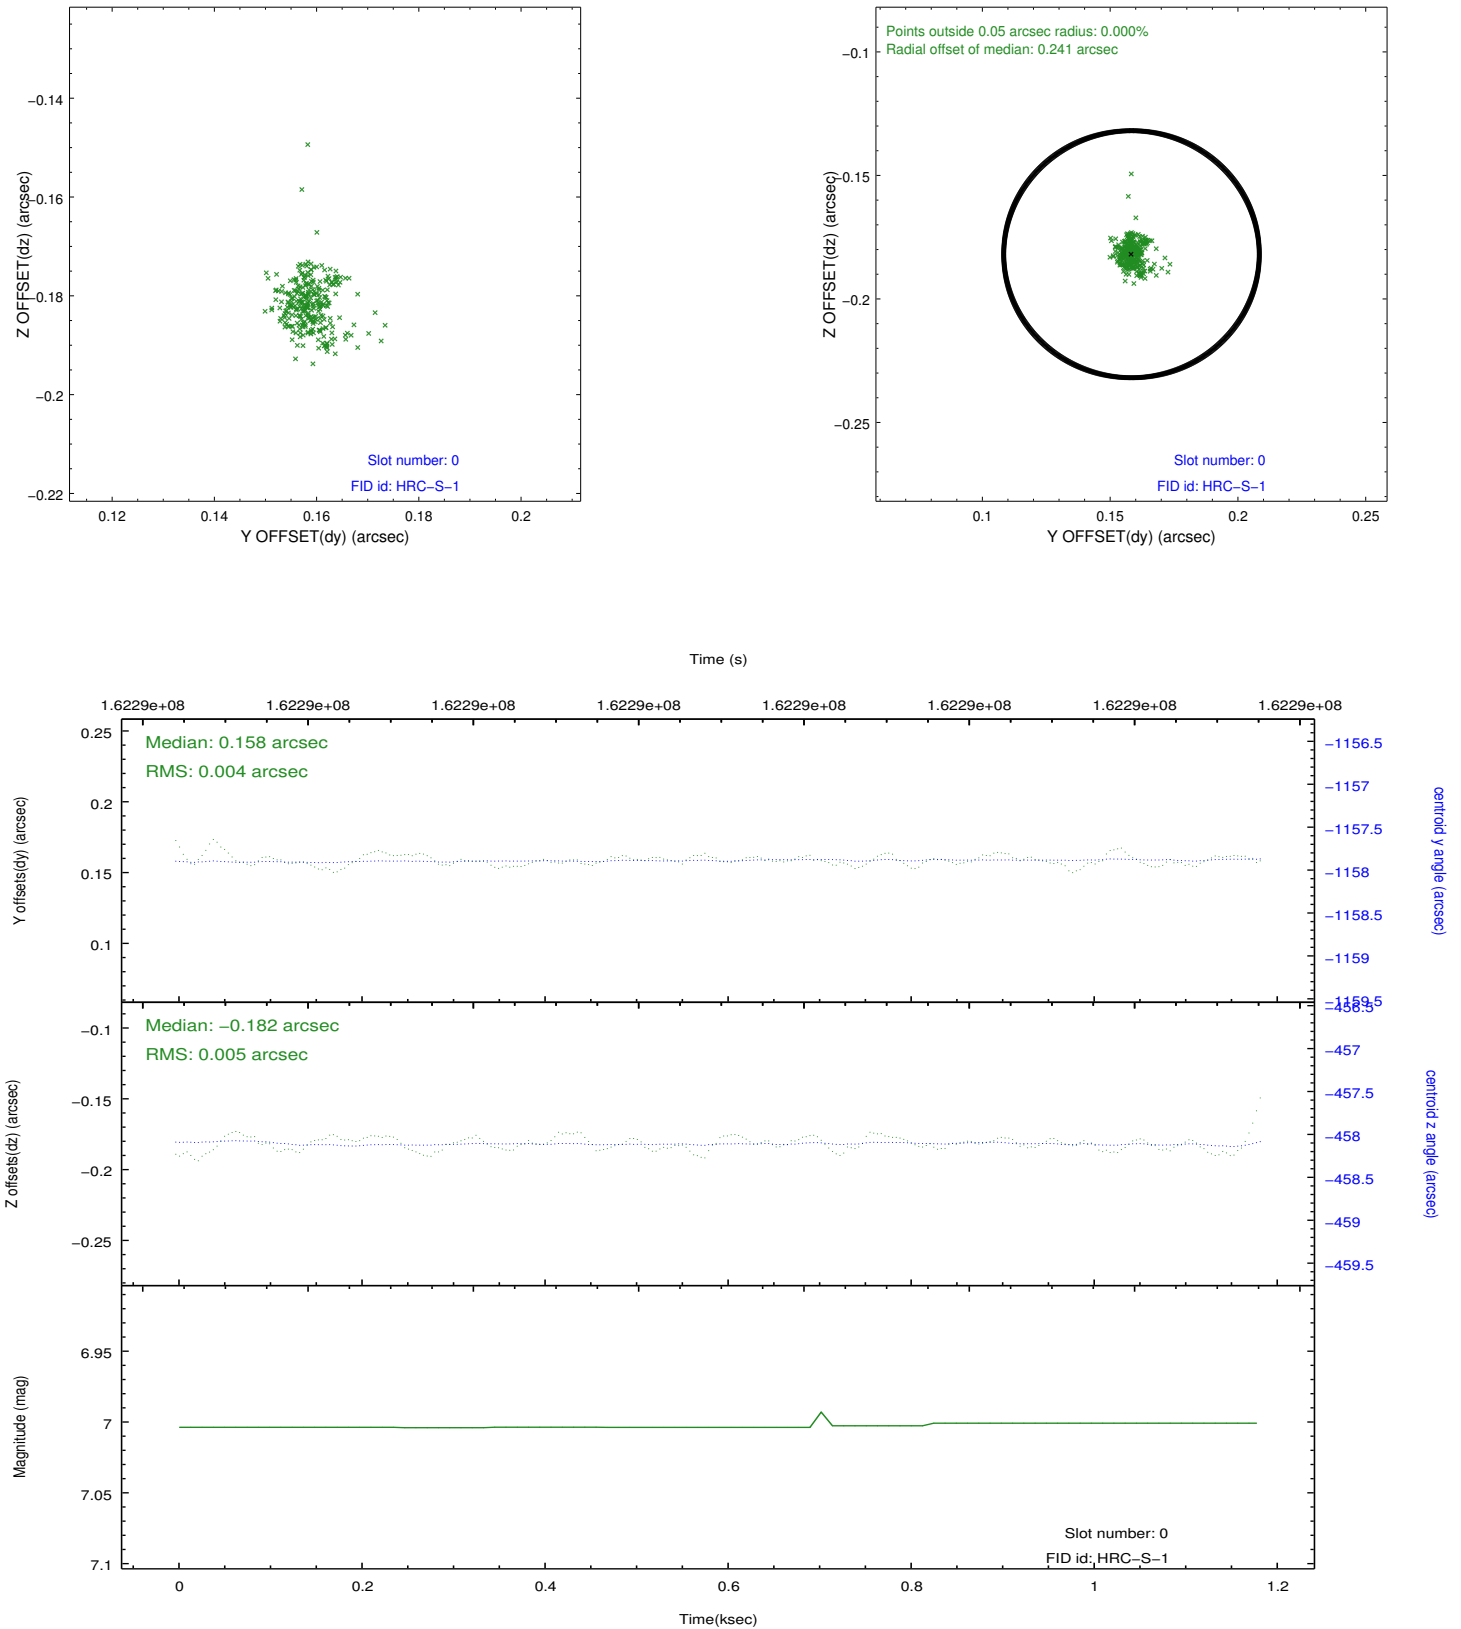 Points outside 0.05 arcsec radius: 0.000%
Radial offset of median: 0.241 arcsec
−0.14
−0.16
−0.18
−0.2
−0.22
Z OFFSET(dz) (arcsec)
Slot number: 0
FID id: HRC−S−1
0.12 0.14 0.16 0.18 0.2
Y OFFSET(dy) (arcsec)
−0.1
−0.15
−0.2
−0.25
Z OFFSET(dz) (arcsec)
Slot number: 0
FID id: HRC−S−1
0.1 0.15 0.2 0.25
Y OFFSET(dy) (arcsec)
Time (s)
1.6229e+08 1.6229e+08 1.6229e+08 1.6229e+08 1.6229e+08 1.6229e+08 1.6229e+08 1.6229e+08
Median: 0.158 arcsec
RMS: 0.004 arcsec
0.25
0.2
0.15
0.1
Y offsets(dy) (arcsec)
−1156.5
−1157
−1157.5
−1158
−1158.5
−1159
−1159.5
centroid y angle (arcsec)
Median: −0.182 arcsec
RMS: 0.005 arcsec
−0.1
−0.15
−0.2
−0.25
Z offsets(dz) (arcsec)
−456.5
−457
−457.5
−458
−458.5
−459
−459.5
centroid z angle (arcsec)
6.95
7
7.05
7.1
Magnitude (mag)
Slot number: 0
FID id: HRC−S−1
0 0.2 0.4 0.6 0.8 1 1.2
Time(ksec)